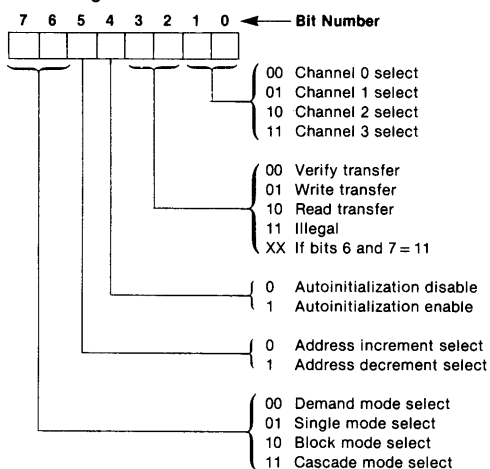 7 6 5 4 3 2 1 0 Bit Number
00 Channel 0 select
01 Channel 1 select
10 Channel 2 select
11 Channel 3 select
00 Verify transfer
01 Write transfer
10 Read transfer
11 Illegal
XX If bits 6 and 7 = 11
0 Autoinitialization disable
1 Autoinitialization enable
0 Address increment select
1 Address decrement select
00 Demand mode select
01 Single mode select
10 Block mode select
11 Cascade mode select